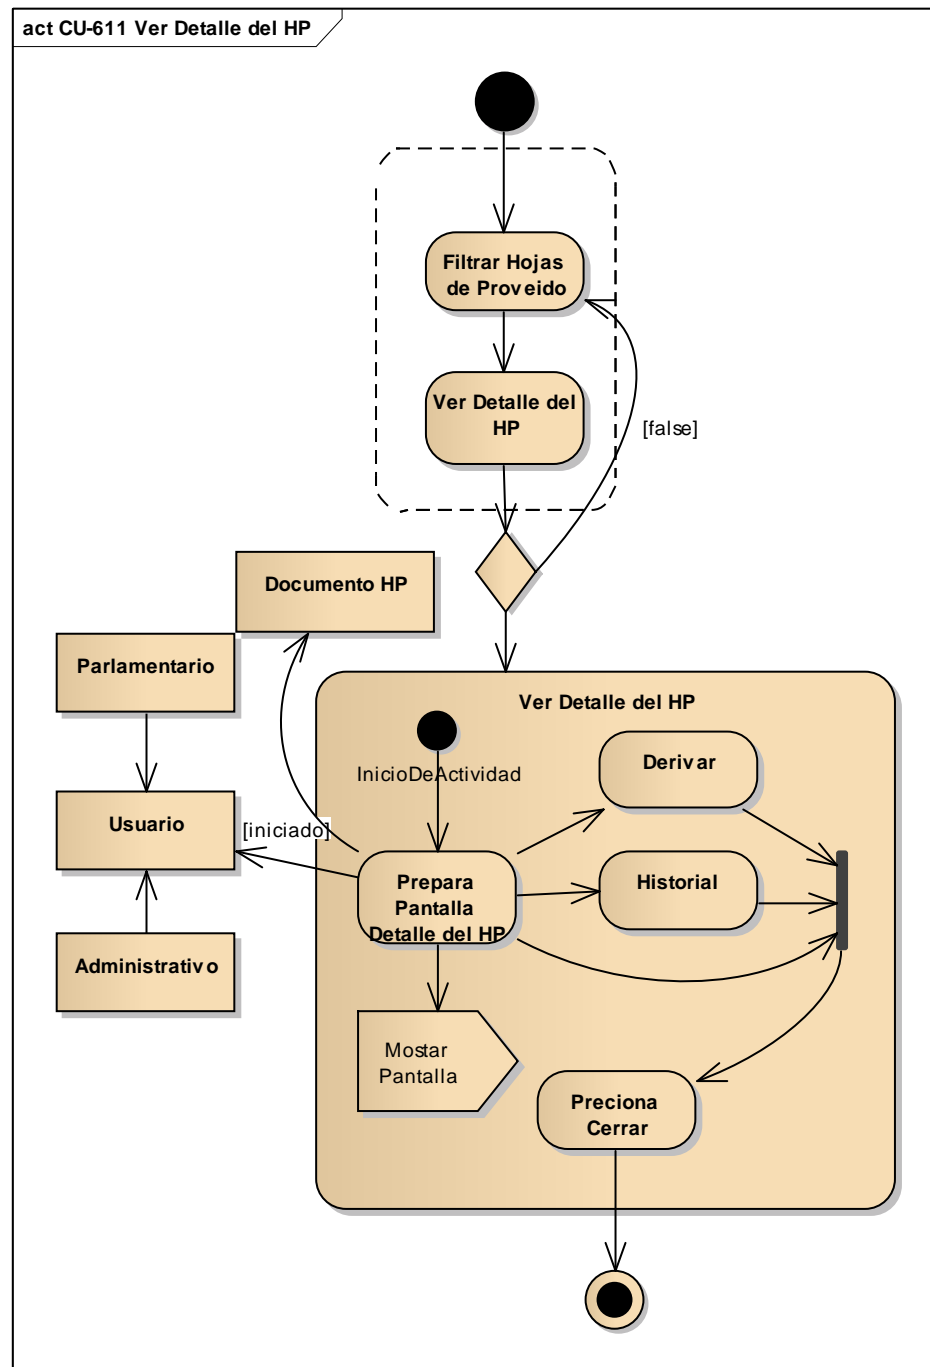 act CU-611 Ver Detalle del HP
Filtrar Hojas
de Proveido
Ver Detalle del
HP
[false]
Documento HP
Parlamentario
Usuario
[iniciado]
Administrativo
Ver Detalle del HP
InicioDeActividad
Derivar
Historial
Prepara
Pantalla
Detalle del HP
Mostar
Pantalla
Preciona
Cerrar